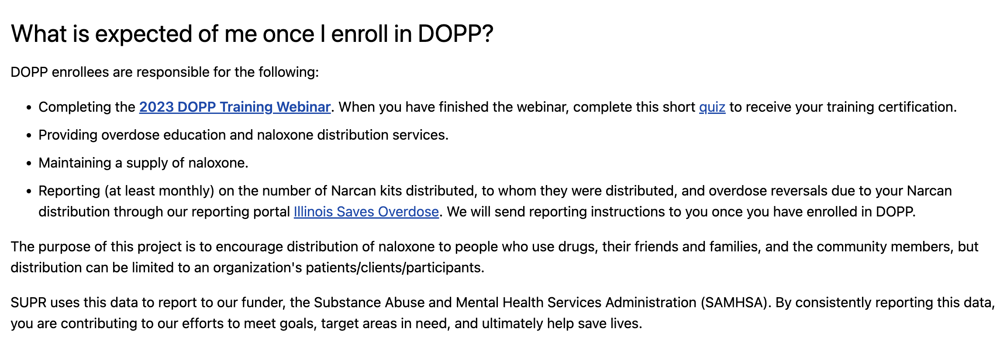 What is expected of me once I enroll in DOPP?
DOPP enrollees are responsible for the following:
• Completing the 2023 DOPP Training Webinar. When you have finished the webinar, complete this short quiz to receive your training certification.
• Providing overdose education and naloxone distribution services.
• Maintaining a supply of naloxone.
• Reporting (at least monthly) on the number of Narcan kits distributed, to whom they were distributed, and overdose reversals due to your Narcan
distribution through our reporting portal Illinois Saves Overdose. We will send reporting instructions to you once you have enrolled in DOPP.
The purpose of this project is to encourage distribution of naloxone to people who use drugs, their friends and families, and the community members, but
distribution can be limited to an organization's patients/clients/participants.
SUPR uses this data to report to our funder, the Substance Abuse and Mental Health Services Administration (SAMHSA). By consistently reporting this data,
you are contributing to our efforts to meet goals, target areas in need, and ultimately help save lives.